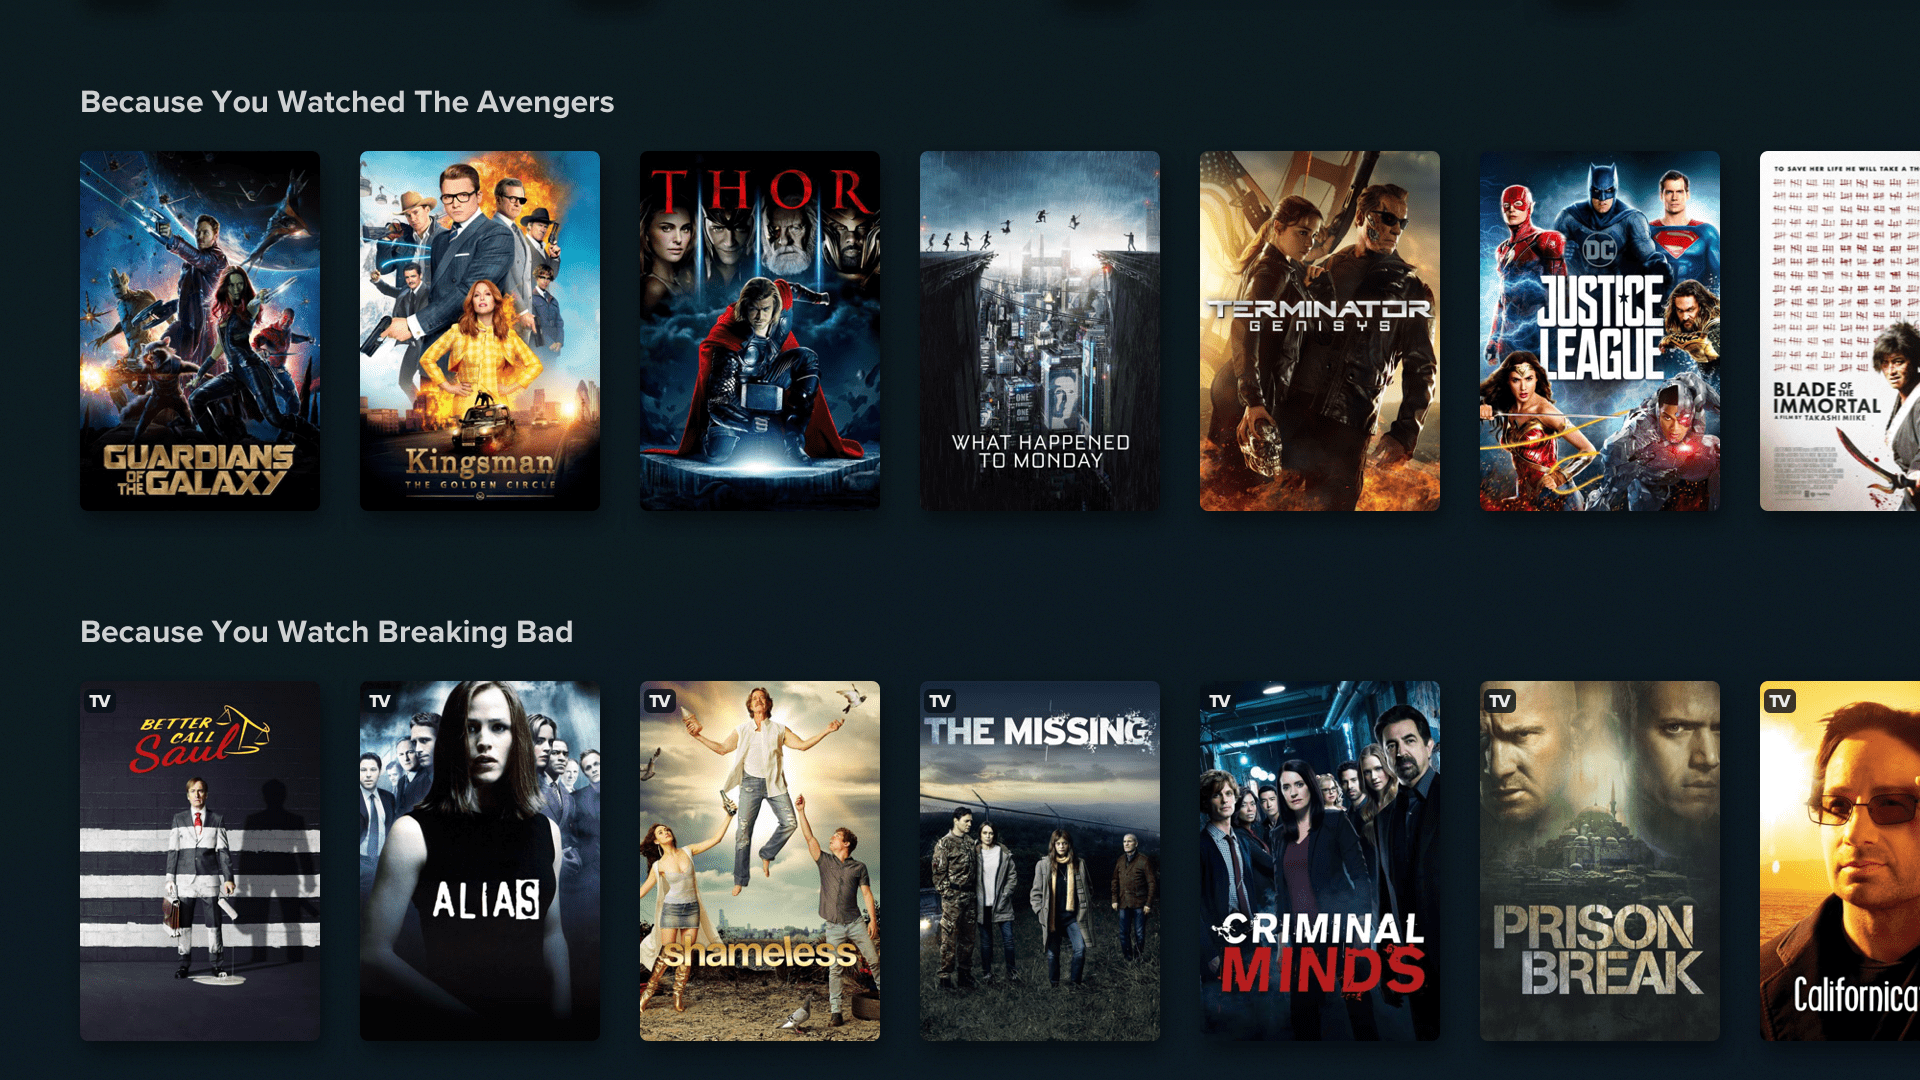 Because You Watched The Avengers
GUARDIANS
OF THE GALAXY
Kingsman
THE GOLDEN CIRCLE
THOR
ONE
ONE
WHAT HAPPENED
TO MONDAY
TERMINATOR
GENISYS
DC
JUSTICE
LEAGUE
TO SAVE HER LIFE HE WILL TAKE A
BLADE OF THE
IMMORTAL
A FILM BY TAKASHI MIIKE
Because You Watch Breaking Bad
TV
BETTER
CALL
Saul
TV
ALIAS
TV
shameless
TV
THE MISSING
TV
CRIMINAL
MINDS
TV
PRISON
BREAK
TV
Californica